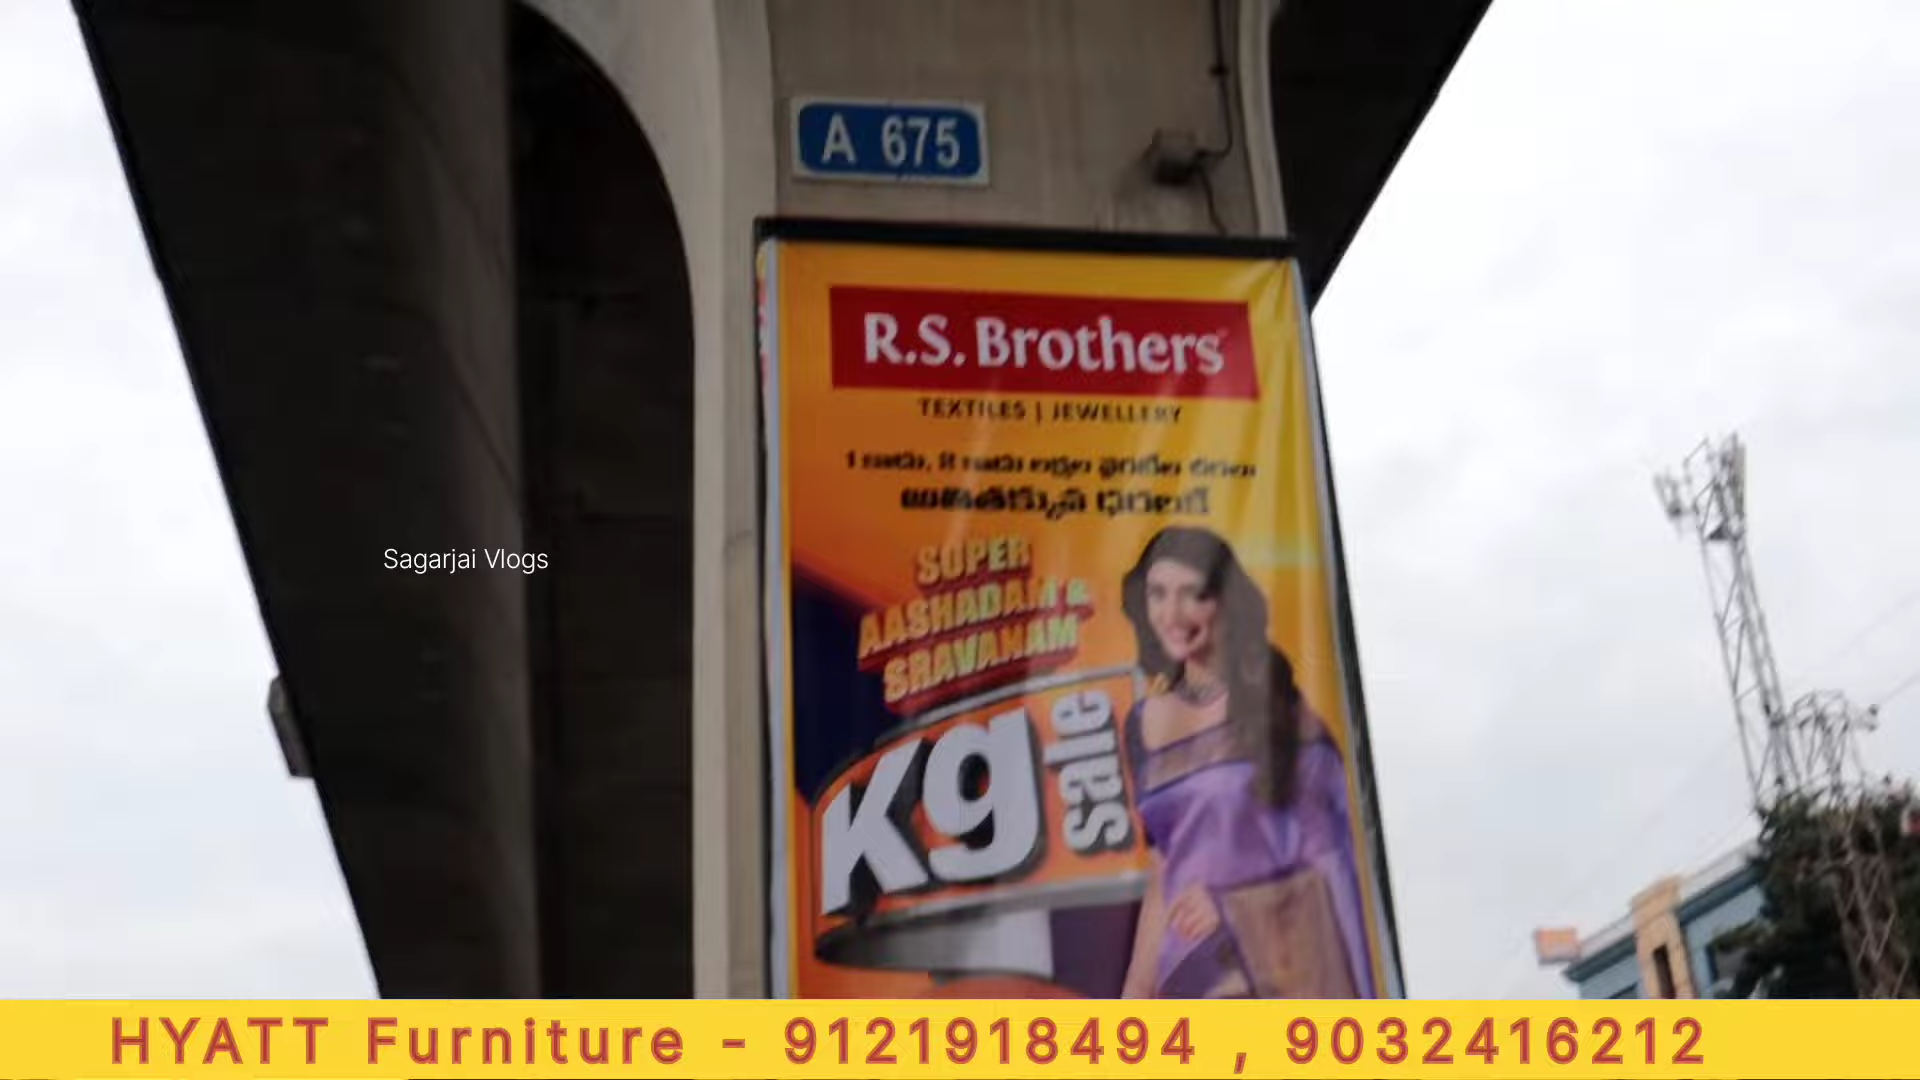 A 675
R.S. Brothers
TEXTILES | JEWELLERY
SUPER
AASHADAM &
SRAVANAM
kg
sale
Sagarjai Vlogs
HYATT Furniture - 9121918494 , 9032416212